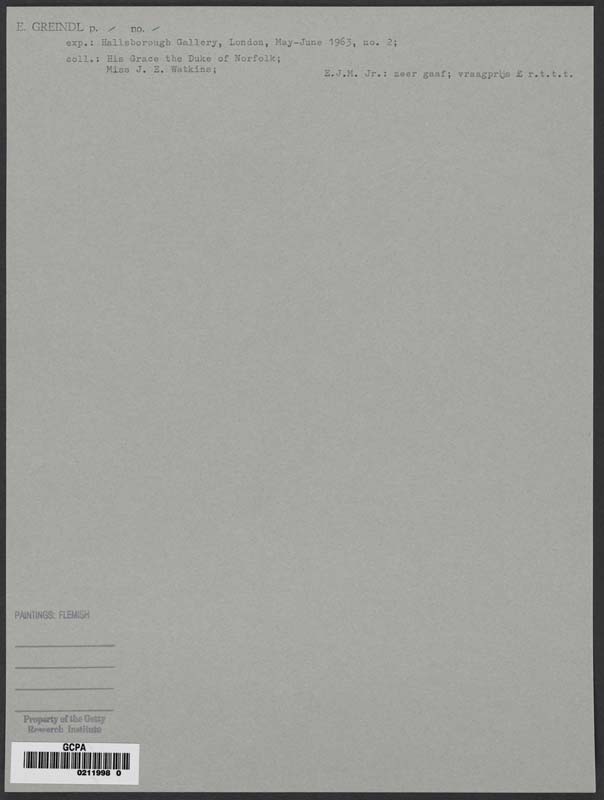 E. GREINDL p. / no. /
exp.: Hallsborough Gallery, London, May-June 1963, no. 2;
coll.: His Grace the Duke of Norfolk;
Miss J. E. Watkins;
E.J.M. Jr.: zeer gaaf; vraagprijs £ r.t.t.t.
PAINTINGS: FLEMISH
Property of the Getty
Research Institute
GCPA
0211998 0